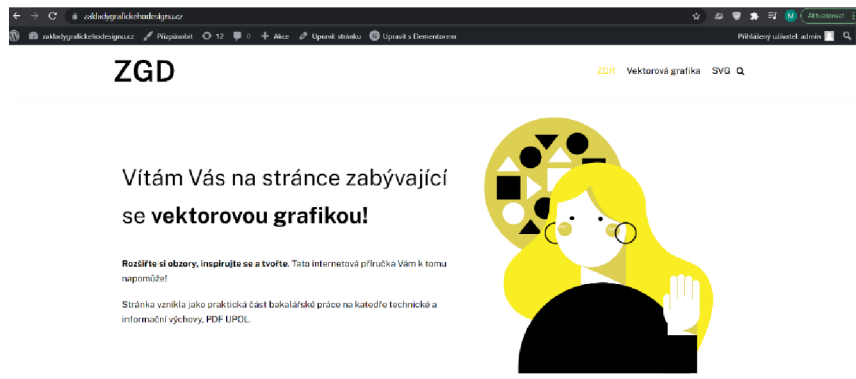 zakladygrafickehodesignu.cz
Aktualizovat
zakladygrafickehodesignu.cz Přizpůsobit 12 0 Akce Upravit stránku Upravit s Elementorem Přihlášený uživatel: admin
ZGD
ZGR Vektorová grafika SVG
Vítám Vás na stránce zabývající
se vektorovou grafikou!
Rozšiřte si obzory, inspirujte se a tvořte. Tato internetová příručka Vám k tomu
napomůže!
Stránka vznikla jako praktická část bakalářské práce na katedře technické a
informační výchovy, PDF UPOL.